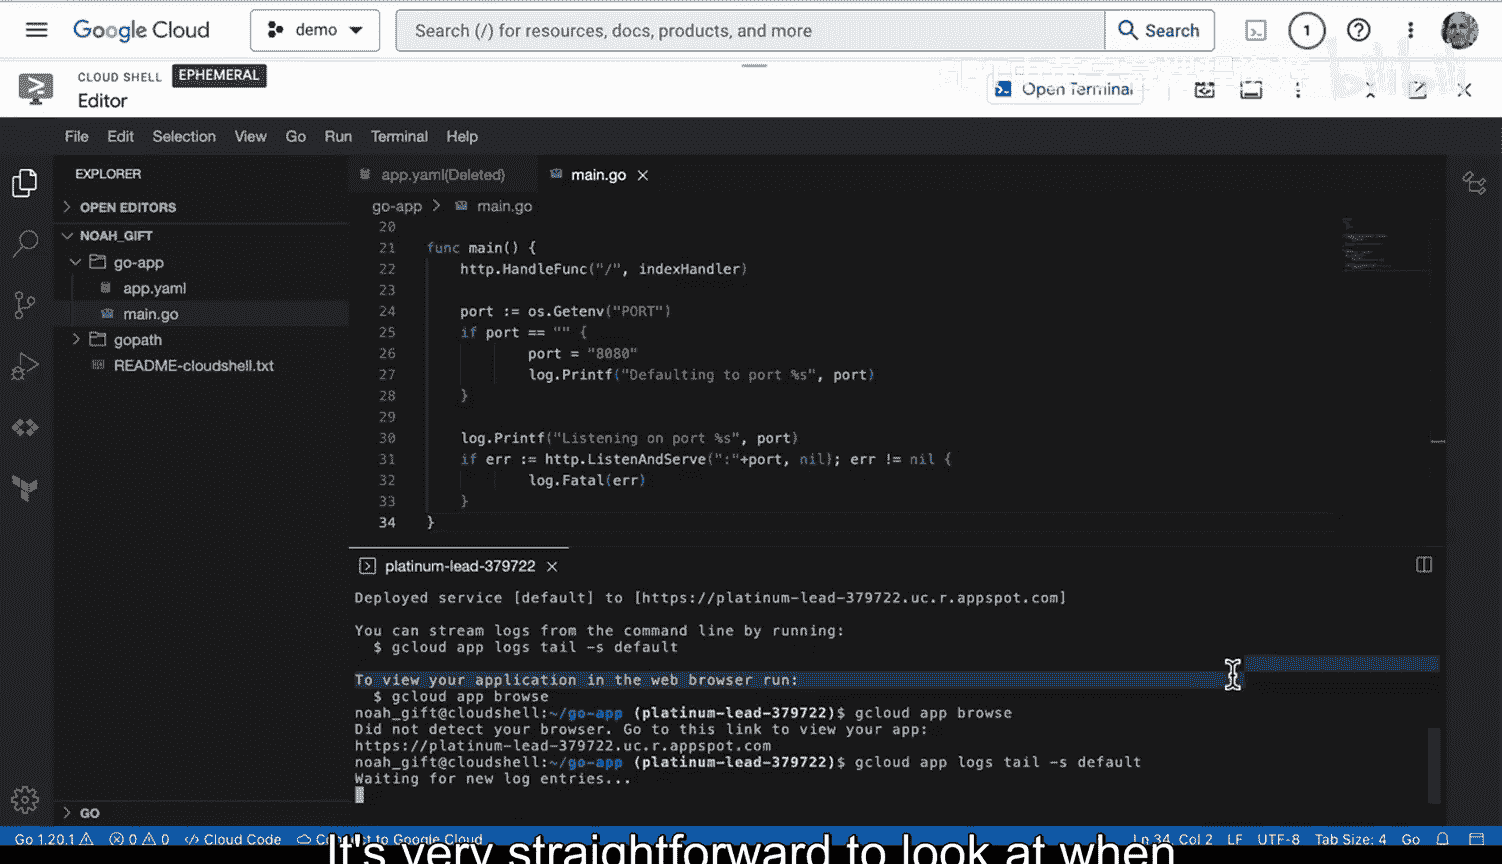 Google Cloud
demo
Search (/) for resources, docs, products, and more
Search
1
CLOUD SHELL
EPHEMERAL
Editor
Open Terminal
bilibili
File Edit Selection View Go Run Terminal Help
EXPLORER
OPEN EDITORS
NOAH_GIFT
go-app
app.yaml
main.go
gopath
README-cloudshell.txt
GO
app.yaml(Deleted)
main.go
go-app > main.go
20
21 func main() {
22 http.HandleFunc("/", indexHandler)
23
24 port := os.Getenv("PORT")
25 if port == "" {
26 port = "8080"
27 log.Printf("Defaulting to port %s", port)
28 }
29
30 log.Printf("Listening on port %s", port)
31 if err := http.ListenAndServe(":"+port, nil); err != nil {
32 log.Fatal(err)
33 }
34 }
platinum-lead-379722
Deployed service [default] to [https://platinum-lead-379722.uc.r.appspot.com]
You can stream logs from the command line by running:
$ gcloud app logs tail -s default
To view your application in the web browser run:
$ gcloud app browse
noah_gift@cloudshell:~/go-app (platinum-lead-379722)$ gcloud app browse
Did not detect your browser. Go to this link to view your app:
https://platinum-lead-379722.uc.r.appspot.com
noah_gift@cloudshell:~/go-app (platinum-lead-379722)$ gcloud app logs tail -s default
Waiting for new log entries...
Go 1.20.1 0 0 </> Cloud Code Connect to Google Cloud Ln 34, Col 2 LF UTF-8 Tab Size: 4 Go
It's very straightforward to look at when